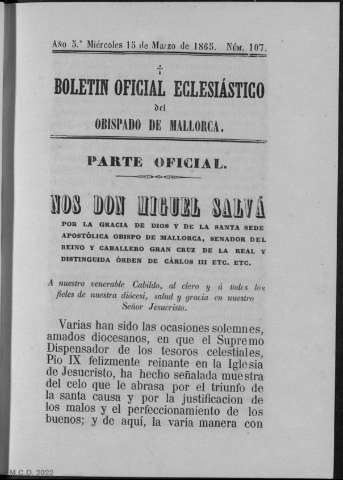 Año 5.º Miércoles 15 de Marzo de 1865. Núm. 107.
BOLETIN OFICIAL ECLESIÁSTICO
del
OBISPADO DE MALLORCA.
PARTE OFICIAL.
NOS DON MIGUEL SALVÁ
POR LA GRACIA DE DIOS Y DE LA SANTA SEDE
APOSTÓLICA OBISPO DE MALLORCA, SENADOR DEL
REINO Y CABALLERO GRAN CRUZ DE LA REAL Y
DISTINGUIDA ÓRDEN DE CÁRLOS III ETC. ETC.
A nuestro venerable Cabildo, al clero y á todos los
fieles de nuestra diócesi, salud y gracia en nuestro
Señor Jesucristo.
Varias han sido las ocasiones solemnes,
amados diocesanos, en que el Supremo
Dispensador de los tesoros celestiales,
Pio IX felizmente reinante en la Iglesia
de Jesucristo, ha hecho señalada muestra
del celo que le abrasa por el triunfo de
la santa causa y por la justificacion de
los malos y el perfeccionamiento de los
buenos; y de aquí, la varia manera con
M.C.D. 2022